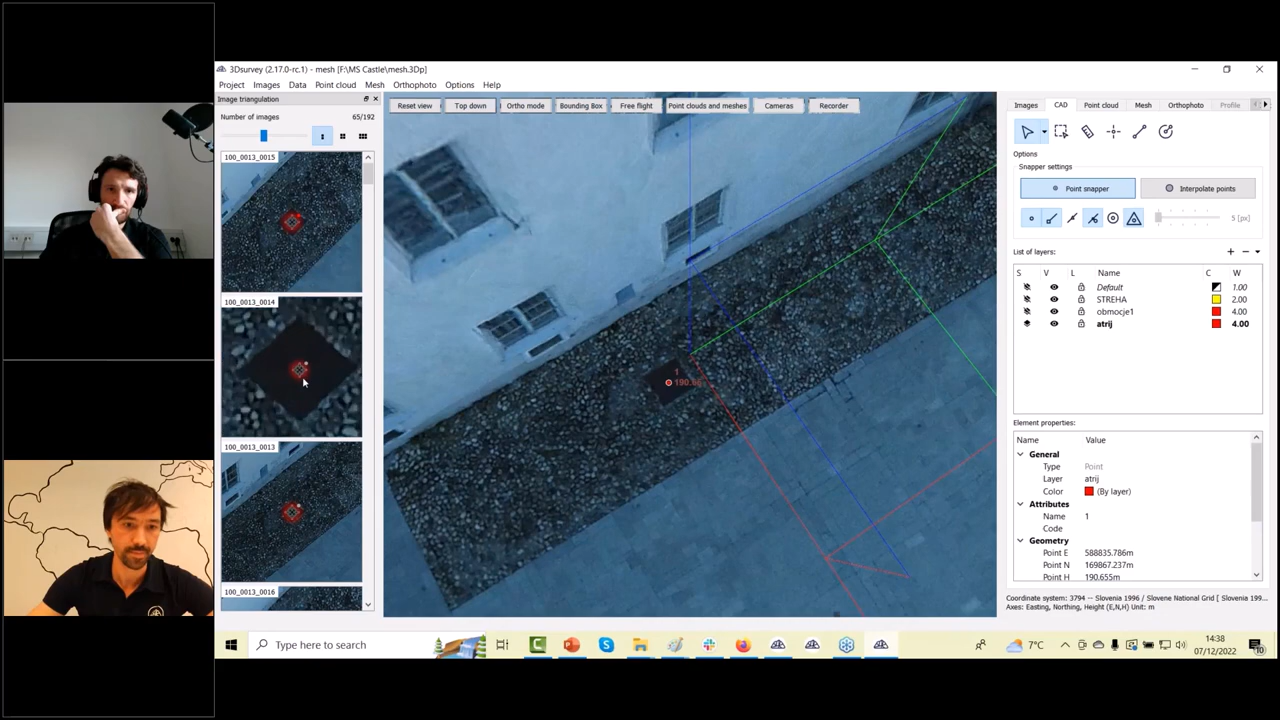 3Dsurvey (2.17.0-rc.1) - mesh [F:\MS Castle\mesh.3Dp]
Project Images Data Point cloud Mesh Orthophoto Options Help
Image triangulation
Number of images 65/192
100_0013_0015
100_0013_0014
100_0013_0013
100_0013_0016
Reset view Top down Ortho mode Bounding Box Free flight Point clouds and meshes Cameras Recorder
1
Images CAD Point cloud Mesh Orthophoto Profile
Options
Snapper settings
Point snapper Interpolate points
5 [px]
List of layers:
S V L Name C W
Default 1.00
STREHA 2.00
obmocje1 4.00
atrij 4.00
Element properties:
Name Value
General
Type Point
Layer atrij
Color (By layer)
Attributes
Name 1
Code
Geometry
Point E 588835.786m
Point N 169867.237m
Point H 190.655m
Coordinate system: 3794 -- Slovenia 1996 / Slovene National Grid [ Slovenia 199...
Axes: Easting, Northing, Height (E,N,H) Unit: m
Type here to search
7°C
14:38
07/12/2022
10